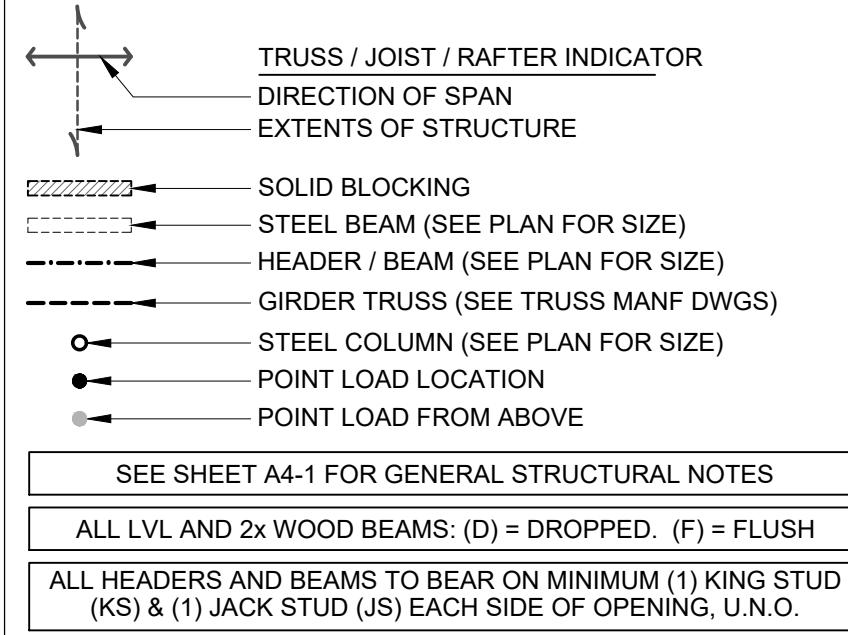 TRUSS / JOIST / RAFTER INDICATOR
DIRECTION OF SPAN
EXTENTS OF STRUCTURE
SOLID BLOCKING
STEEL BEAM (SEE PLAN FOR SIZE)
HEADER / BEAM (SEE PLAN FOR SIZE)
GIRDER TRUSS (SEE TRUSS MANF DWGS)
STEEL COLUMN (SEE PLAN FOR SIZE)
POINT LOAD LOCATION
POINT LOAD FROM ABOVE
SEE SHEET A4-1 FOR GENERAL STRUCTURAL NOTES
ALL LVL AND 2x WOOD BEAMS: (D) = DROPPED. (F) = FLUSH
ALL HEADERS AND BEAMS TO BEAR ON MINIMUM (1) KING STUD
(KS) & (1) JACK STUD (JS) EACH SIDE OF OPENING, U.N.O.